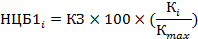 НЦБ1ᵢ = КЗ × 100 × (Кᵢ / Кₘₐₓ)